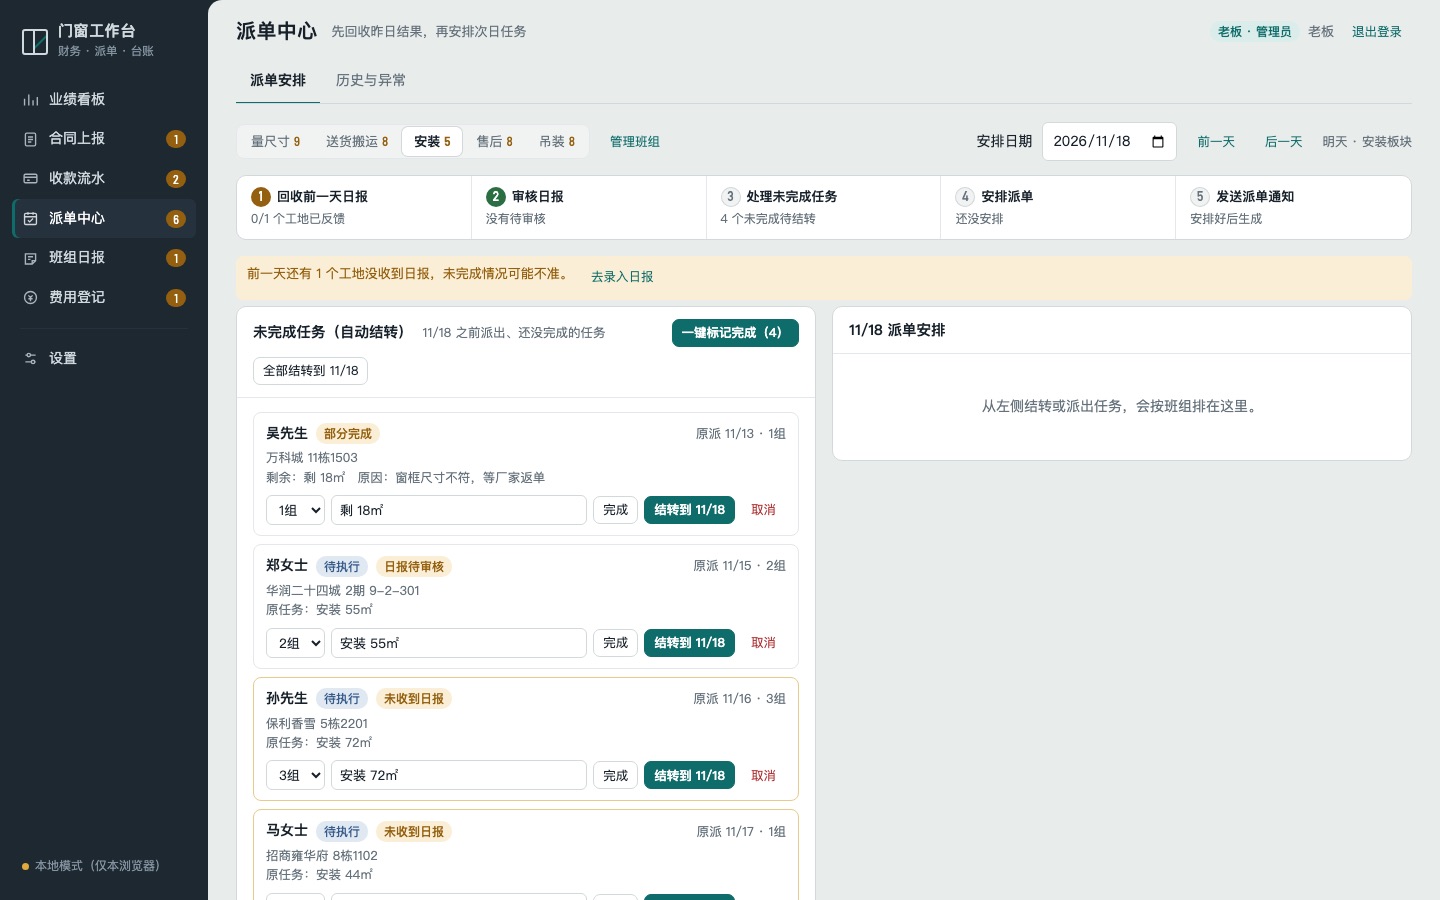 门窗工作台
财务 · 派单 · 台账
业绩看板
合同上报 1
收款流水 2
派单中心 6
班组日报 1
费用登记 1
设置
本地模式（仅本浏览器）
派单中心 先回收昨日结果，再安排次日任务
老板 · 管理员 老板 退出登录
派单安排 历史与异常
量尺寸 9 送货搬运 8 安装 5 售后 8 吊装 8 管理班组
安排日期 2026/11/18 前一天 后一天 明天 · 安装板块
1 回收前一天日报
0/1 个工地已反馈
2 审核日报
没有待审核
3 处理未完成任务
4 个未完成待结转
4 安排派单
还没安排
5 发送派单通知
安排好后生成
前一天还有 1 个工地没收到日报，未完成情况可能不准。 去录入日报
未完成任务（自动结转） 11/18 之前派出、还没完成的任务 一键标记完成（4）
全部结转到 11/18
吴先生 部分完成 原派 11/13 · 1组
万科城 11栋1503
剩余：剩 18㎡ 原因：窗框尺寸不符，等厂家返单
1组 剩 18㎡ 完成 结转到 11/18 取消
郑女士 待执行 日报待审核 原派 11/15 · 2组
华润二十四城 2期 9-2-301
原任务：安装 55㎡
2组 安装 55㎡ 完成 结转到 11/18 取消
孙先生 待执行 未收到日报 原派 11/16 · 3组
保利香雪 5栋2201
原任务：安装 72㎡
3组 安装 72㎡ 完成 结转到 11/18 取消
马女士 待执行 未收到日报 原派 11/17 · 1组
招商雍华府 8栋1102
原任务：安装 44㎡
11/18 派单安排
从左侧结转或派出任务，会按班组排在这里。